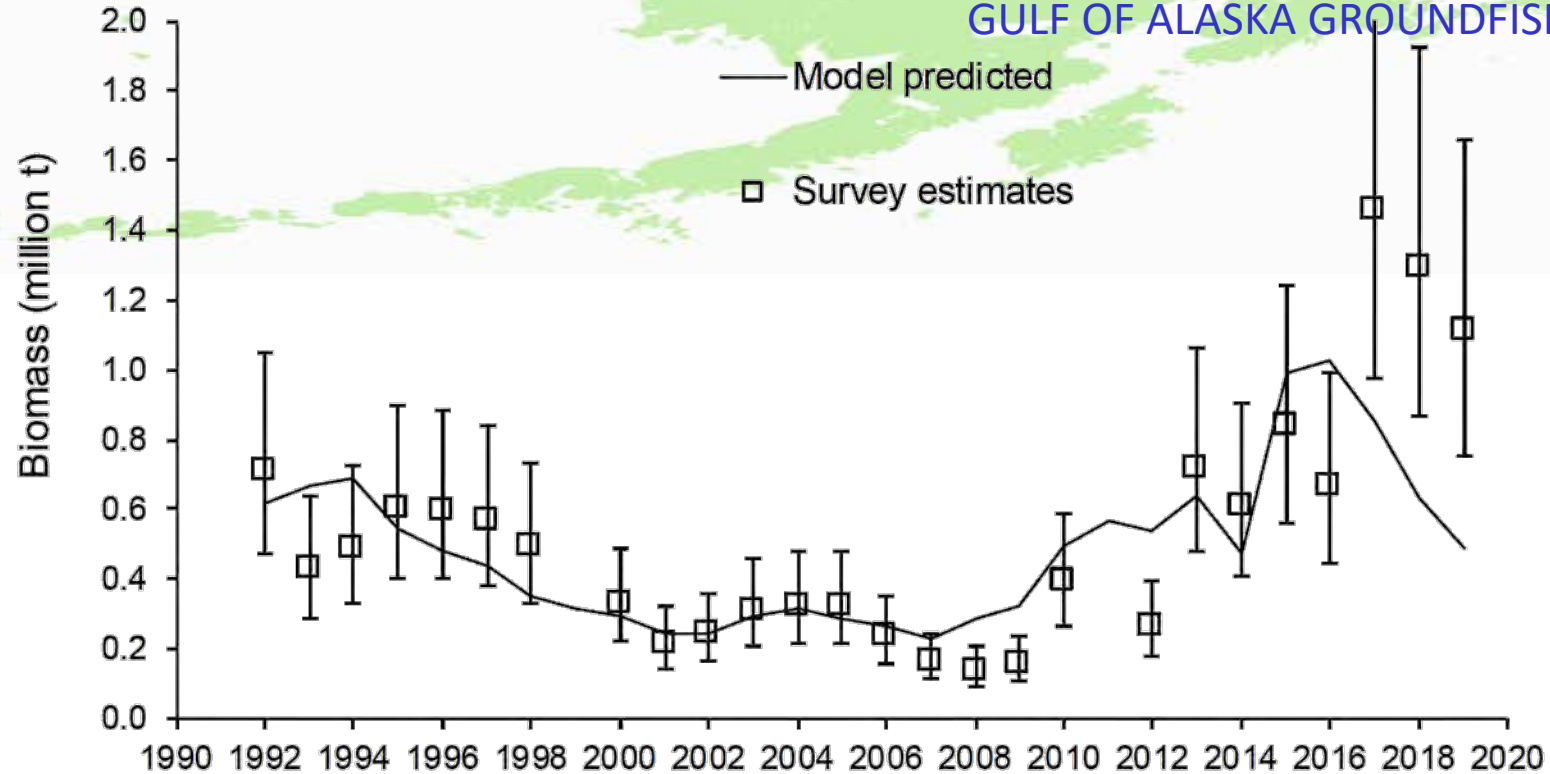 GULF OF ALASKA GROUNDFISH
Model predicted
Survey estimates
Biomass (million t)
2.0
1.8
1.6
1.4
1.2
1.0
0.8
0.6
0.4
0.2
0.0
1990 1992 1994 1996 1998 2000 2002 2004 2006 2008 2010 2012 2014 2016 2018 2020